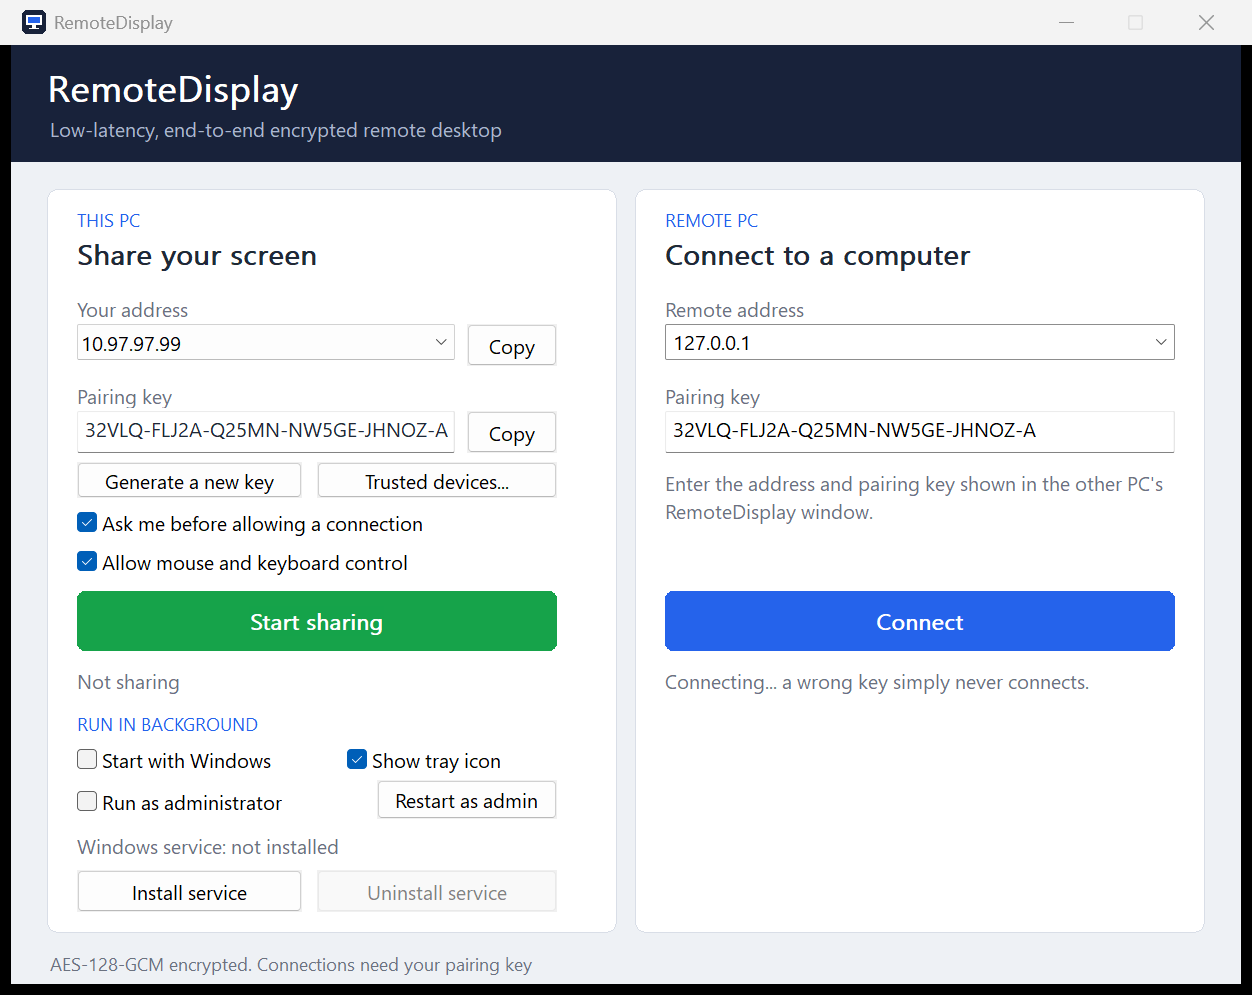 RemoteDisplay
RemoteDisplay
Low-latency, end-to-end encrypted remote desktop
THIS PC
Share your screen
Your address
10.97.97.99
Copy
Pairing key
32VLQ-FLJ2A-Q25MN-NW5GE-JHNOZ-A
Copy
Generate a new key
Trusted devices...
Ask me before allowing a connection
Allow mouse and keyboard control
Start sharing
Not sharing
RUN IN BACKGROUND
Start with Windows
Show tray icon
Run as administrator
Restart as admin
Windows service: not installed
Install service
Uninstall service
REMOTE PC
Connect to a computer
Remote address
127.0.0.1
Pairing key
32VLQ-FLJ2A-Q25MN-NW5GE-JHNOZ-A
Enter the address and pairing key shown in the other PC's
RemoteDisplay window.
Connect
Connecting... a wrong key simply never connects.
AES-128-GCM encrypted. Connections need your pairing key